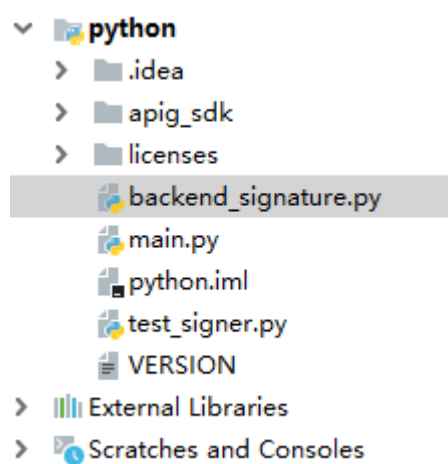 python
.idea
apig_sdk
licenses
backend_signature.py
main.py
python.iml
test_signer.py
VERSION
External Libraries
Scratches and Consoles